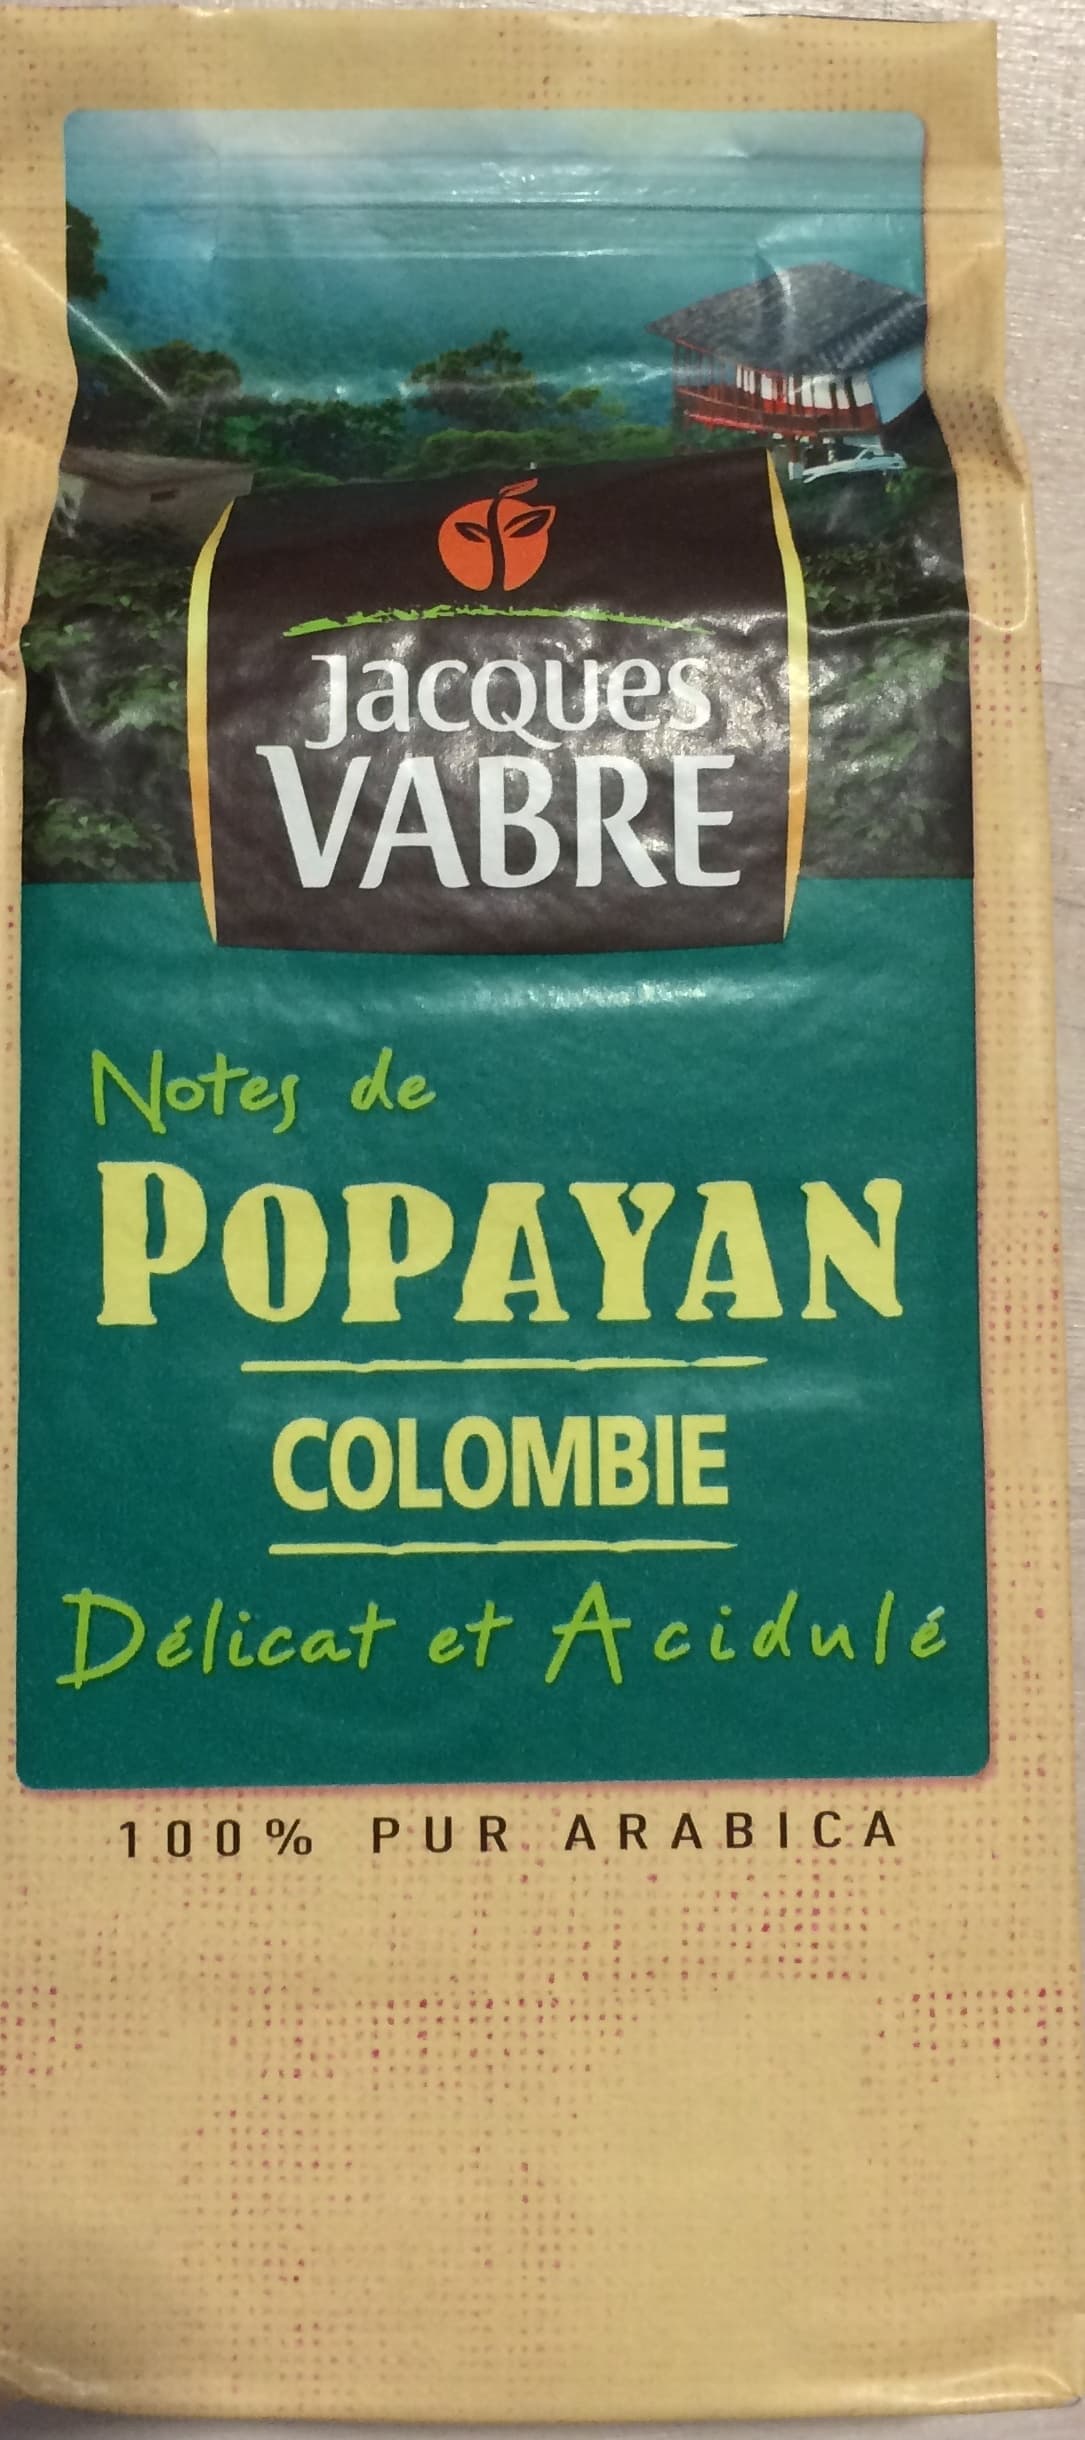 Jacques
VABRE
Notes de
POPAYAN
COLOMBIE
Délicat et Acidulé
100% PUR ARABICA